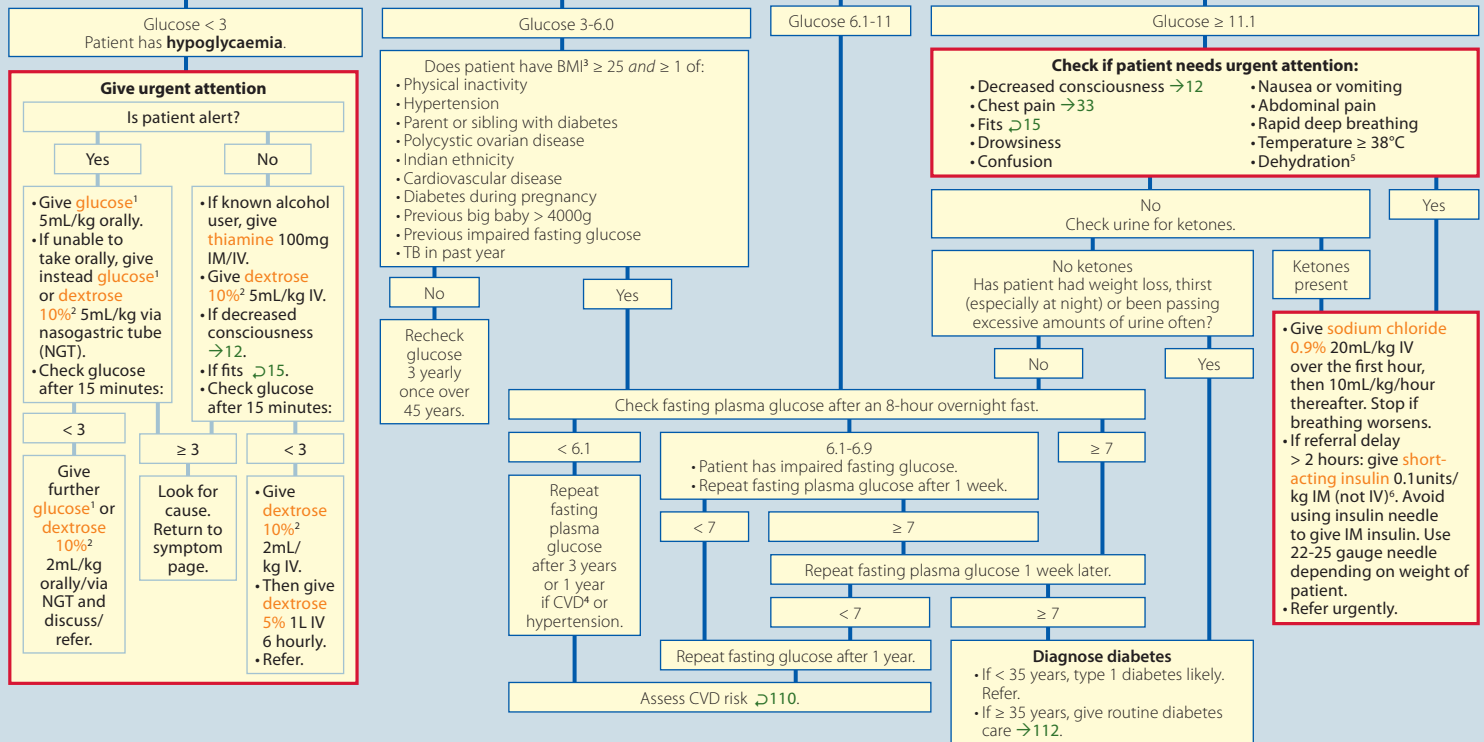 Glucose < 3
Patient has hypoglycaemia.
Give urgent attention
Is patient alert?
Yes
No
• Give glucose¹
5mL/kg orally.
• If unable to
take orally, give
instead glucose¹
or dextrose
10%² 5mL/kg via
nasogastric tube
(NGT).
• Check glucose
after 15 minutes:
• If known alcohol
user, give
thiamine 100mg
IM/IV.
• Give dextrose
10%² 5mL/kg IV.
• If decreased
consciousness
→12.
• If fits ⮌15.
• Check glucose
after 15 minutes:
< 3
≥ 3
< 3
Give
further
glucose¹ or
dextrose
10%²
2mL/kg
orally/via
NGT and
discuss/
refer.
Look for
cause.
Return to
symptom
page.
• Give
dextrose
10%²
2mL/
kg IV.
• Then give
dextrose
5% 1L IV
6 hourly.
• Refer.
Glucose 3-6.0
Does patient have BMI³ ≥ 25 and ≥ 1 of:
• Physical inactivity
• Hypertension
• Parent or sibling with diabetes
• Polycystic ovarian disease
• Indian ethnicity
• Cardiovascular disease
• Diabetes during pregnancy
• Previous big baby > 4000g
• Previous impaired fasting glucose
• TB in past year
No
Yes
Recheck
glucose
3 yearly
once over
45 years.
Glucose 6.1-11
Check fasting plasma glucose after an 8-hour overnight fast.
< 6.1
6.1-6.9
• Patient has impaired fasting glucose.
• Repeat fasting plasma glucose after 1 week.
≥ 7
Repeat
fasting
plasma
glucose
after 3 years
or 1 year
if CVD⁴ or
hypertension.
< 7
≥ 7
Repeat fasting plasma glucose 1 week later.
< 7
≥ 7
Repeat fasting glucose after 1 year.
Assess CVD risk ⮌110.
Diagnose diabetes
• If < 35 years, type 1 diabetes likely.
Refer.
• If ≥ 35 years, give routine diabetes
care →112.
Glucose ≥ 11.1
Check if patient needs urgent attention:
• Decreased consciousness →12
• Chest pain →33
• Fits ⮌15
• Drowsiness
• Confusion
• Nausea or vomiting
• Abdominal pain
• Rapid deep breathing
• Temperature ≥ 38°C
• Dehydration⁵
No
Check urine for ketones.
Yes
No ketones
Has patient had weight loss, thirst
(especially at night) or been passing
excessive amounts of urine often?
Ketones
present
No
Yes
• Give sodium chloride
0.9% 20mL/kg IV
over the first hour,
then 10mL/kg/hour
thereafter. Stop if
breathing worsens.
• If referral delay
> 2 hours: give short-
acting insulin 0.1units/
kg IM (not IV)⁶. Avoid
using insulin needle
to give IM insulin. Use
22-25 gauge needle
depending on weight of
patient.
• Refer urgently.